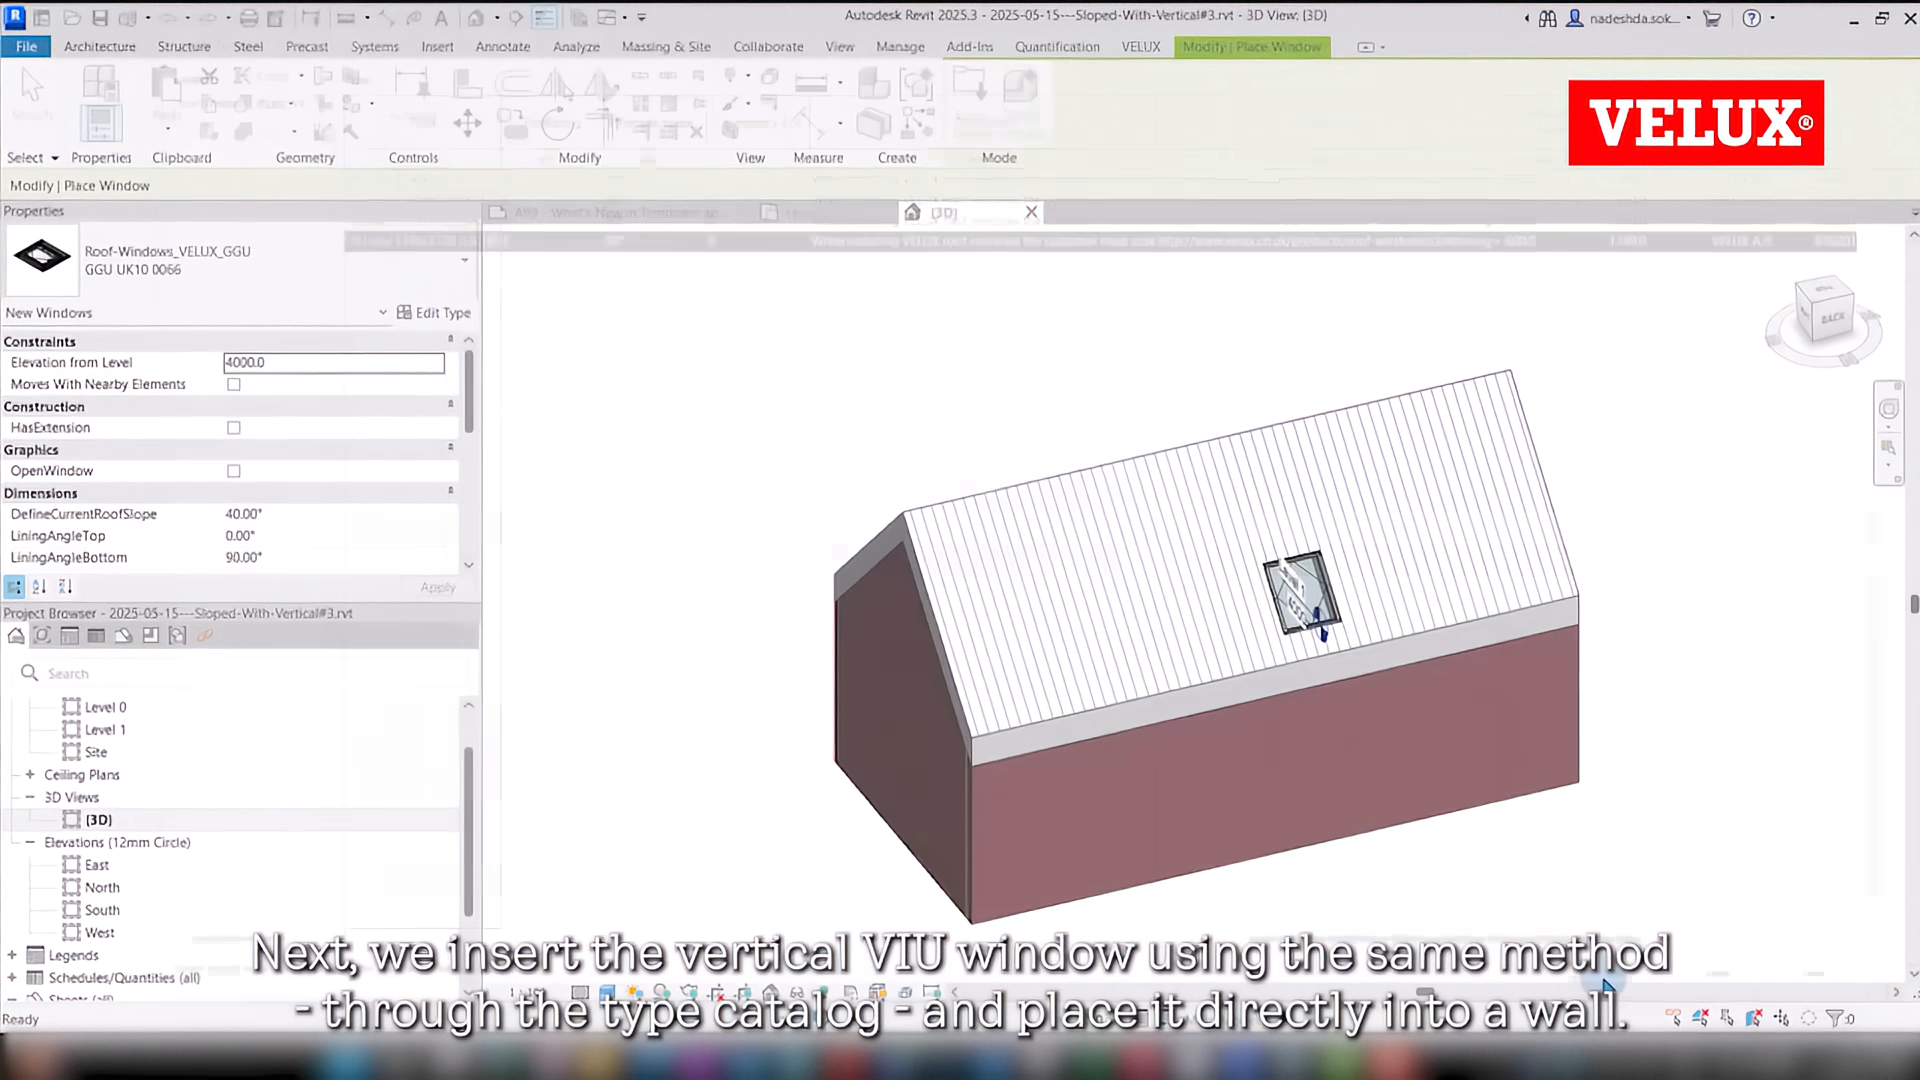 Autodesk Revit 2025.3 - 2025-05-15---Sloped-With-Vertical#3.rvt - 3D View: {3D}
nadeshda.sok...
File
Architecture
Structure
Steel
Precast
Systems
Insert
Annotate
Analyze
Massing & Site
Collaborate
View
Manage
Add-Ins
Quantification
VELUX
Modify | Place Window
VELUX®
Select
Properties
Clipboard
Geometry
Controls
Modify
View
Measure
Create
Mode
Modify | Place Window
Properties
{3D}
Roof-Windows_VELUX_GGU
GGU UK10 0066
New Windows
Edit Type
Constraints
Elevation from Level 4000.0
Moves With Nearby Elements
Construction
HasExtension
Graphics
OpenWindow
Dimensions
DefineCurrentRoofSlope 40.00°
LiningAngleTop 0.00°
LiningAngleBottom 90.00°
Apply
BACK
Project Browser - 2025-05-15---Sloped-With-Vertical#3.rvt
Search
Level 0
Level 1
Site
Ceiling Plans
3D Views
{3D}
Elevations (12mm Circle)
East
North
South
West
Legends
Schedules/Quantities (all)
Sheets (all)
Next, we insert the vertical VIU window using the same method
- through the type catalog - and place it directly into a wall.
Ready
:0